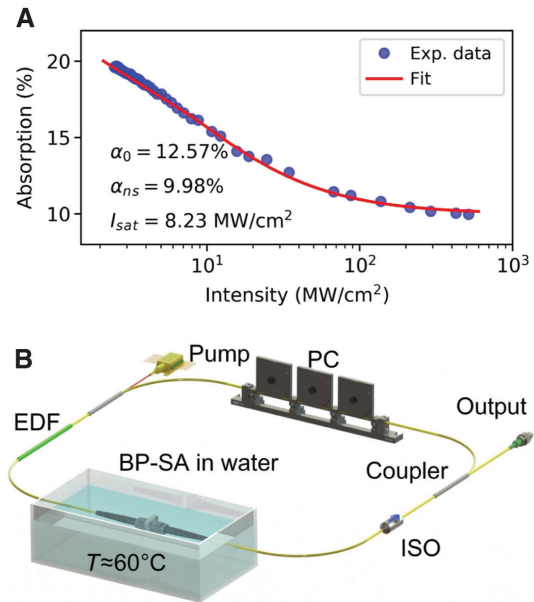 A
Absorption (%)
20
15
10
Exp. data
Fit
α₀ = 12.57%
αₙₛ = 9.98%
Iₛₐₜ = 8.23 MW/cm²
10¹ 10² 10³
Intensity (MW/cm²)
B
Pump
PC
Output
EDF
BP-SA in water
Coupler
ISO
T≈60°C